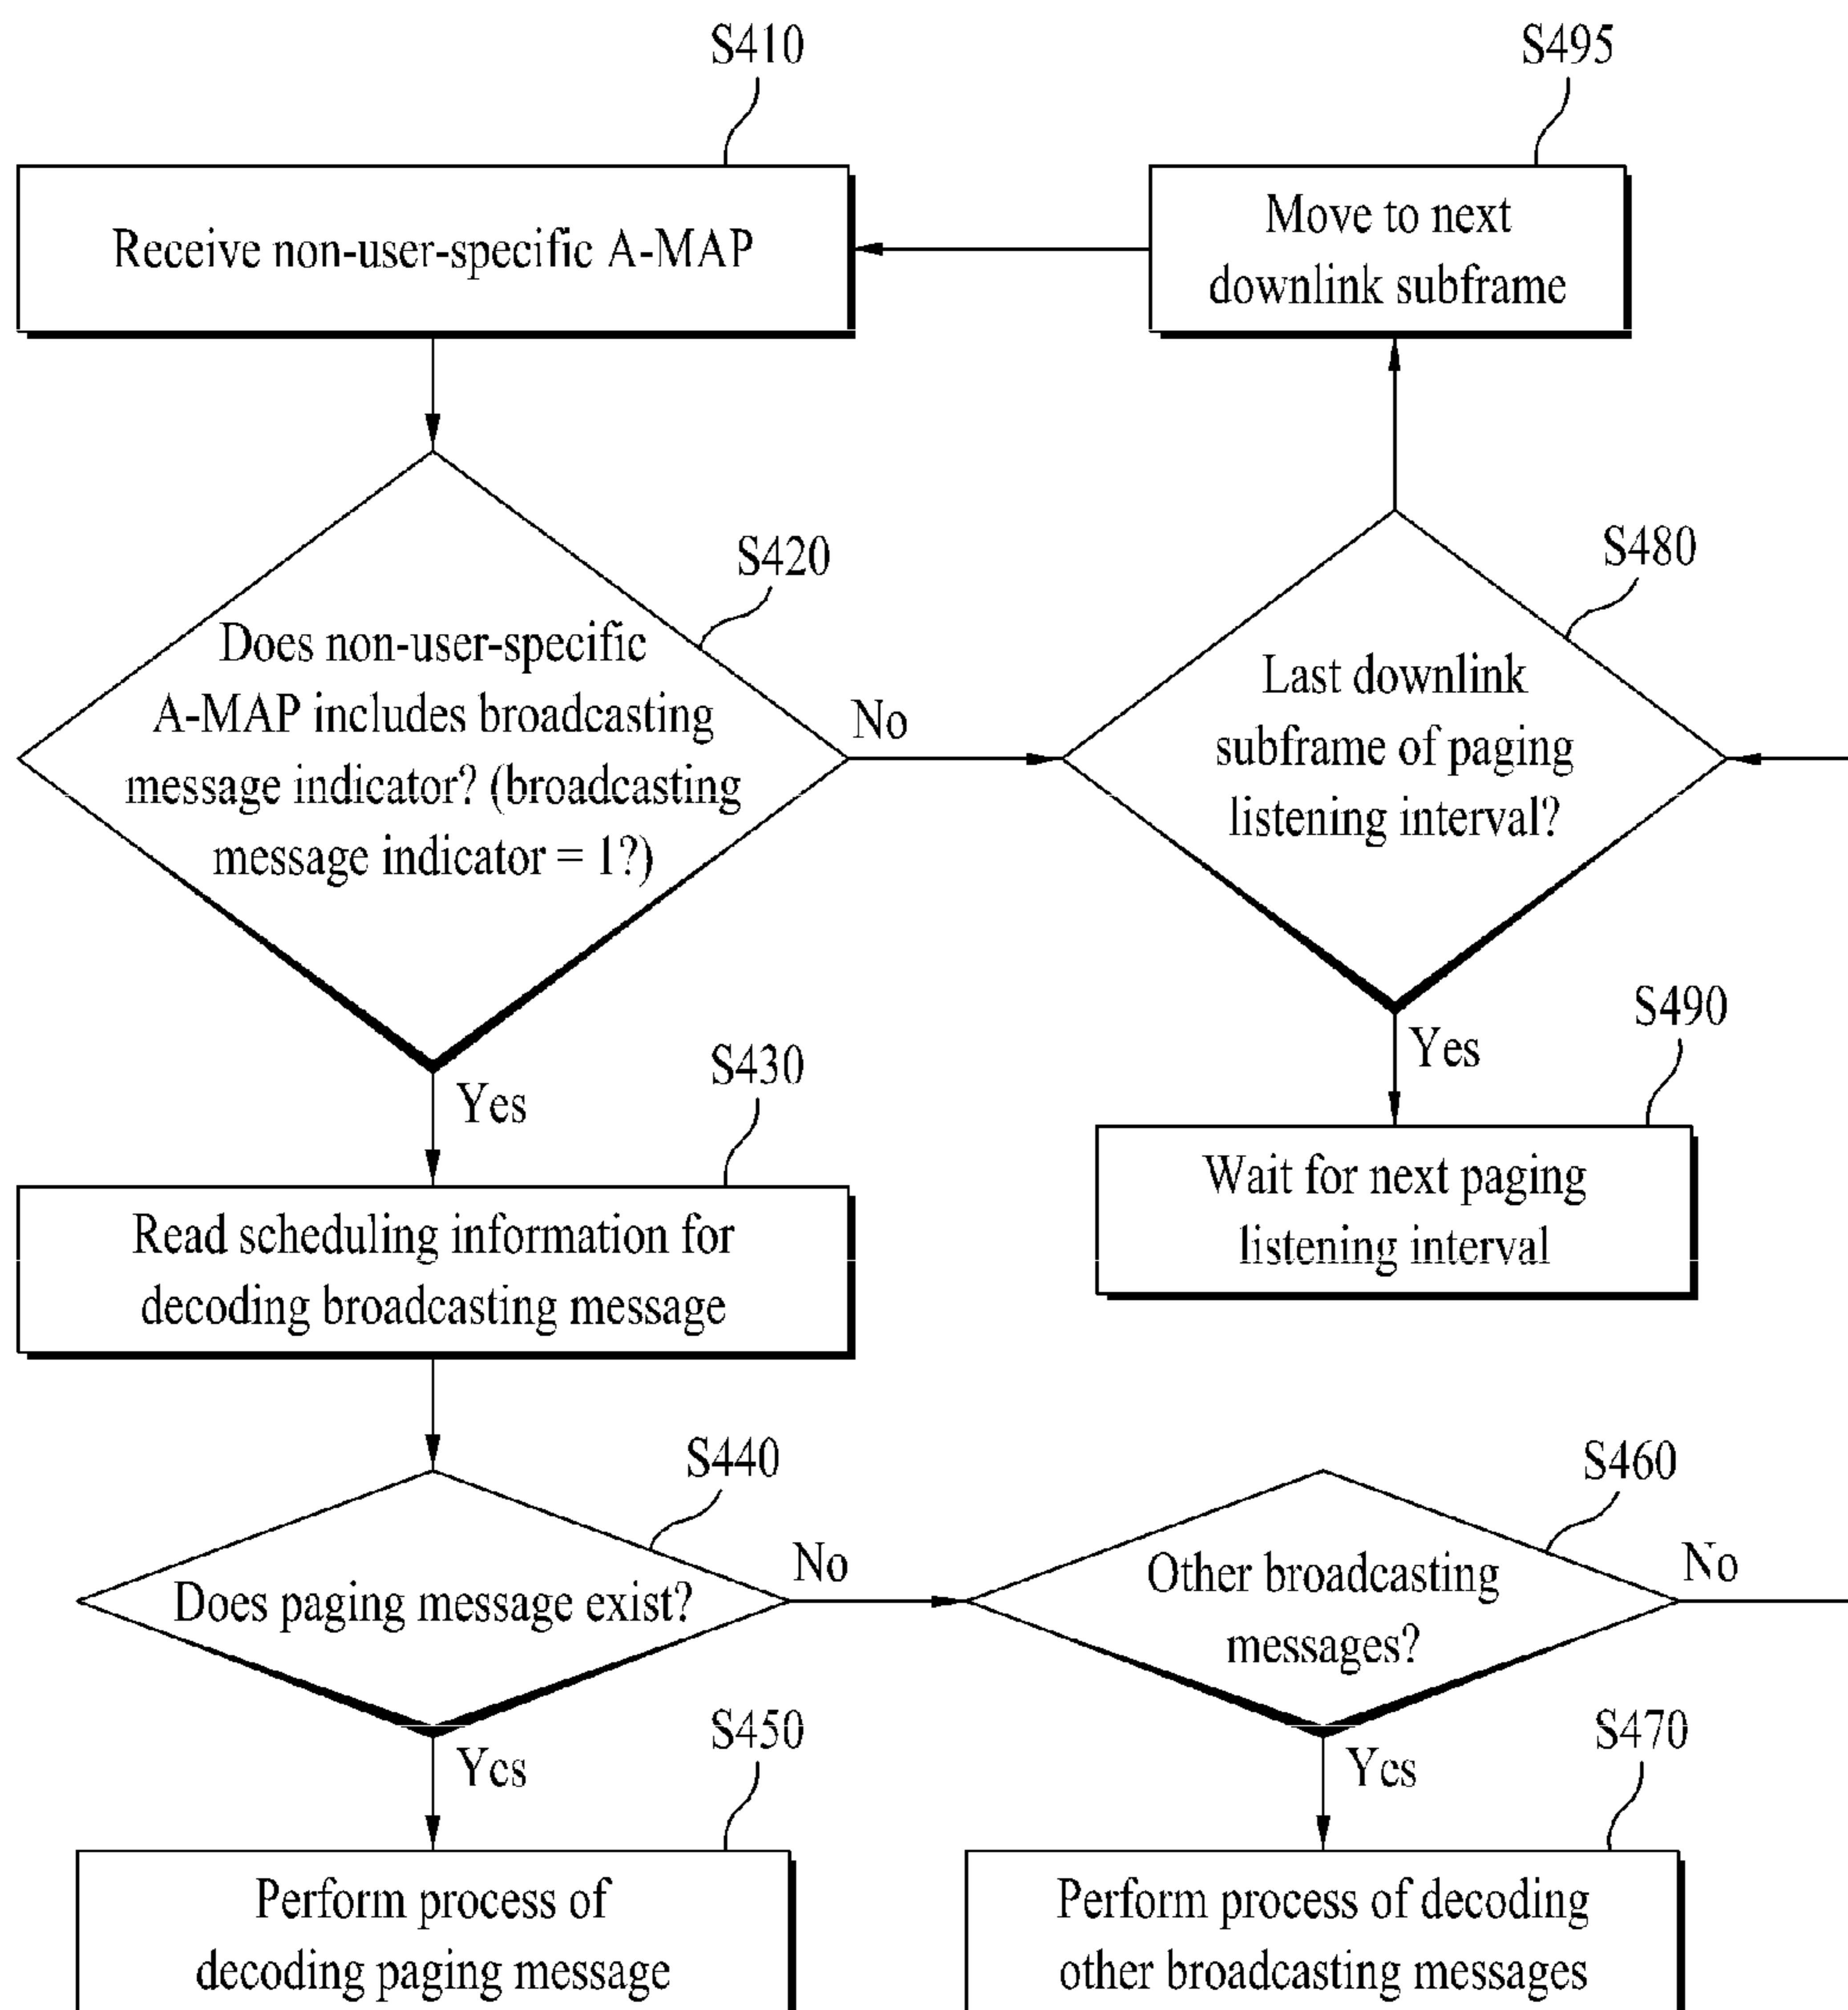 S410
Receive non-user-specific A-MAP
S495
Move to next
downlink subframe
S420
Does non-user-specific
A-MAP includes broadcasting
message indicator? (broadcasting
message indicator = 1?)
No
S480
Last downlink
subframe of paging
listening interval?
Yes
S490
Wait for next paging
listening interval
Yes
S430
Read scheduling information for
decoding broadcasting message
S440
Does paging message exist?
No
S460
Other broadcasting
messages?
No
Yes
S450
Perform process of
decoding paging message
Yes
S470
Perform process of decoding
other broadcasting messages